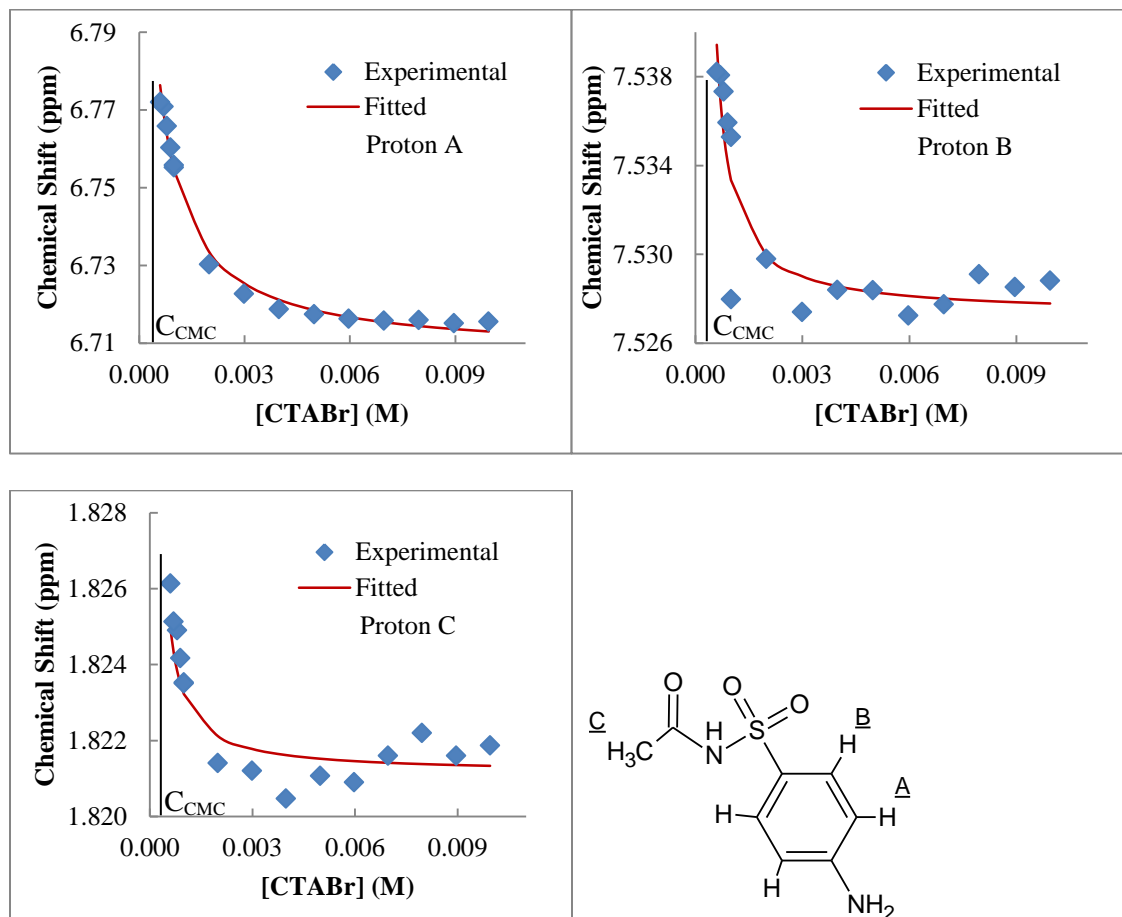 6.79
6.77
6.75
6.73
6.71
Chemical Shift (ppm)
Experimental
Fitted
Proton A
C_CMC
0.000 0.003 0.006 0.009
[CTABr] (M)
7.538
7.534
7.530
7.526
Chemical Shift (ppm)
Experimental
Fitted
Proton B
C_CMC
0.000 0.003 0.006 0.009
[CTABr] (M)
1.828
1.826
1.824
1.822
1.820
Chemical Shift (ppm)
Experimental
Fitted
Proton C
C_CMC
0.000 0.003 0.006 0.009
[CTABr] (M)
O O
O
C H S B
H₃C N H
A
H H
H NH₂